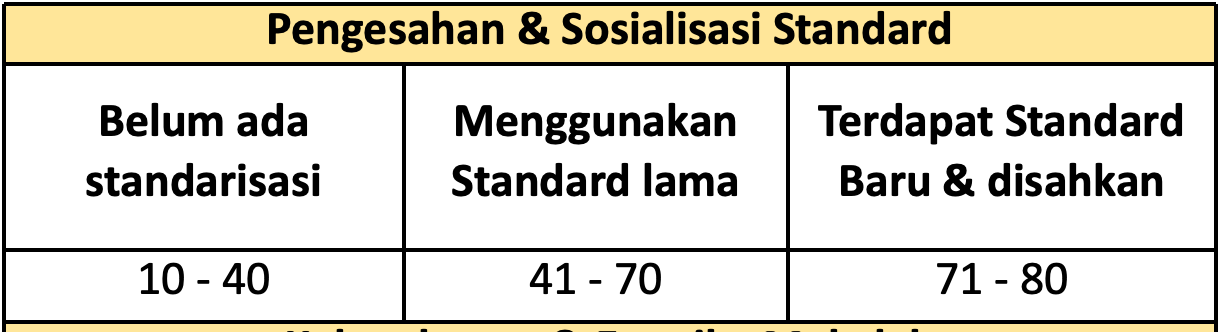 Pengesahan & Sosialisasi Standard
Belum ada
standarisasi
Menggunakan
Standard lama
Terdapat Standard
Baru & disahkan
10 - 40
41 - 70
71 - 80